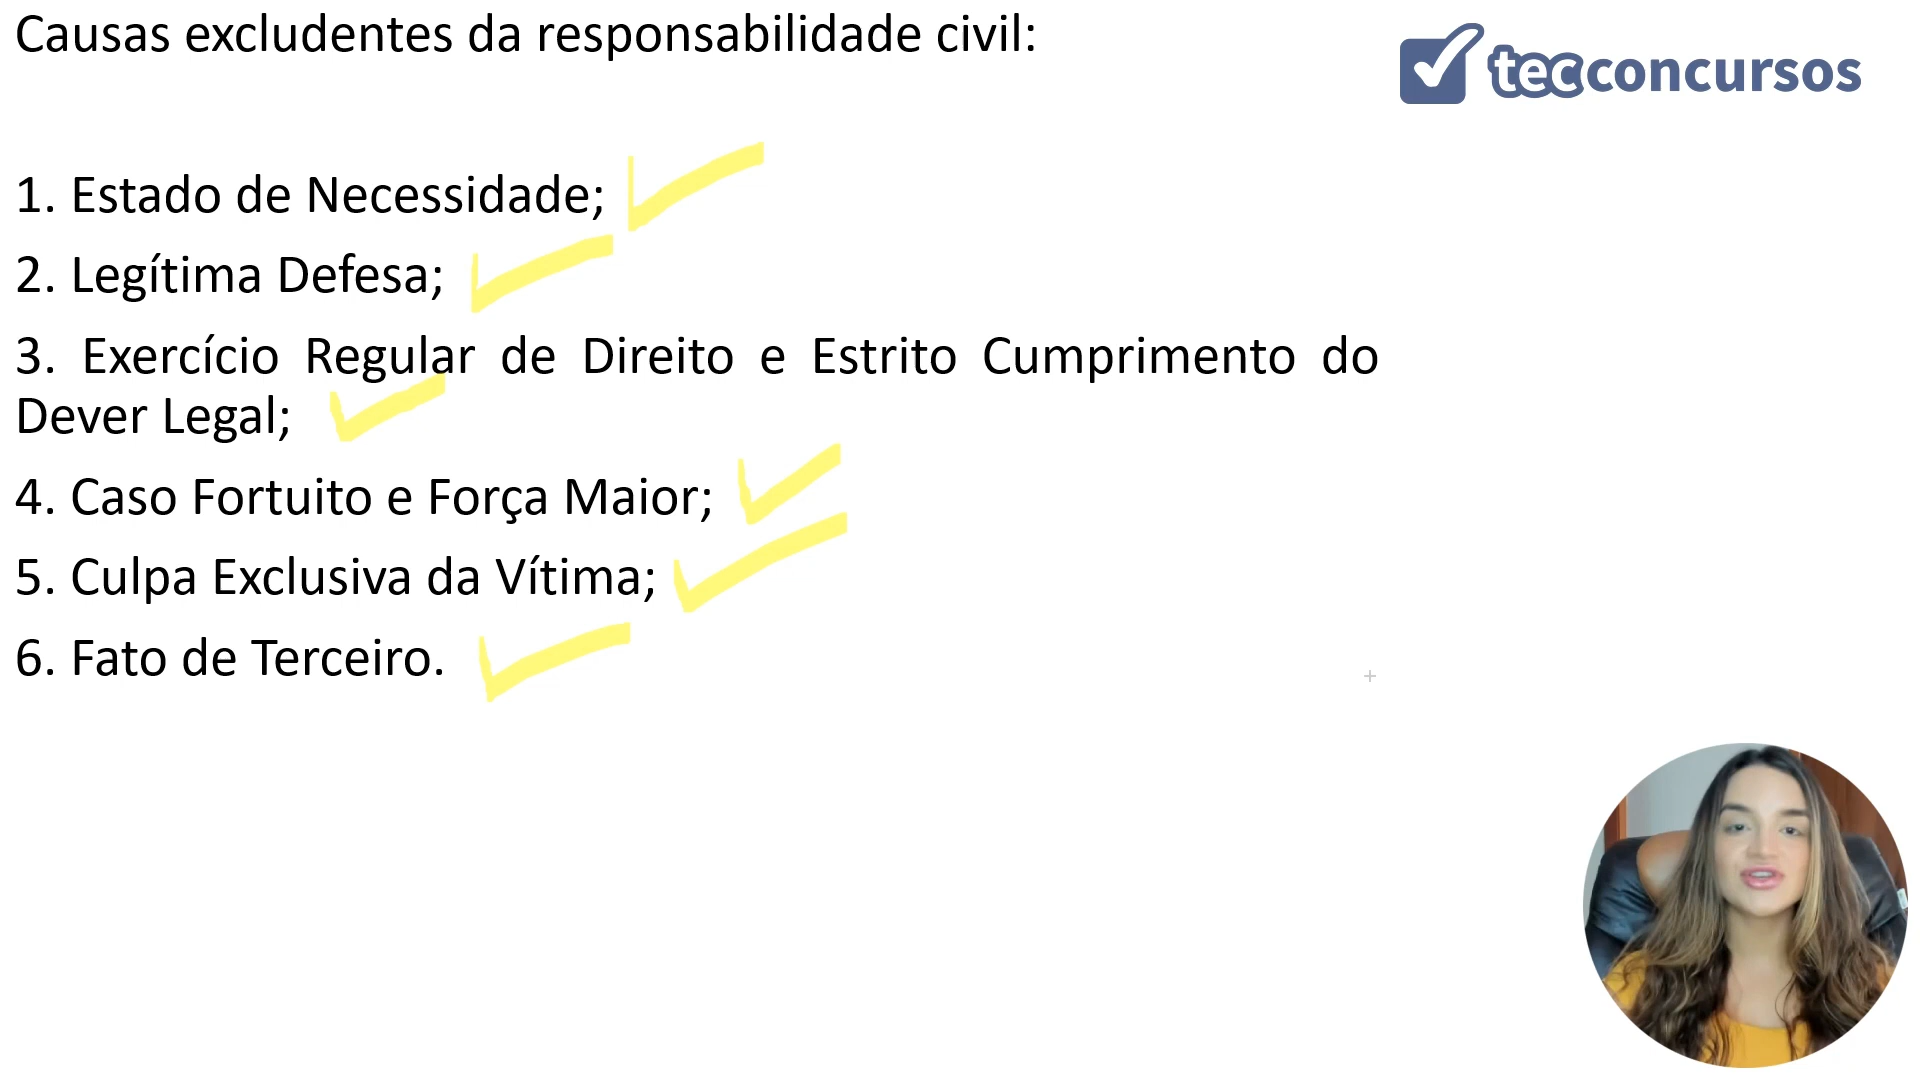 Causas excludentes da responsabilidade civil:
tecconcursos
1. Estado de Necessidade;
2. Legítima Defesa;
3. Exercício Regular de Direito e Estrito Cumprimento do
Dever Legal;
4. Caso Fortuito e Força Maior;
5. Culpa Exclusiva da Vítima;
6. Fato de Terceiro.